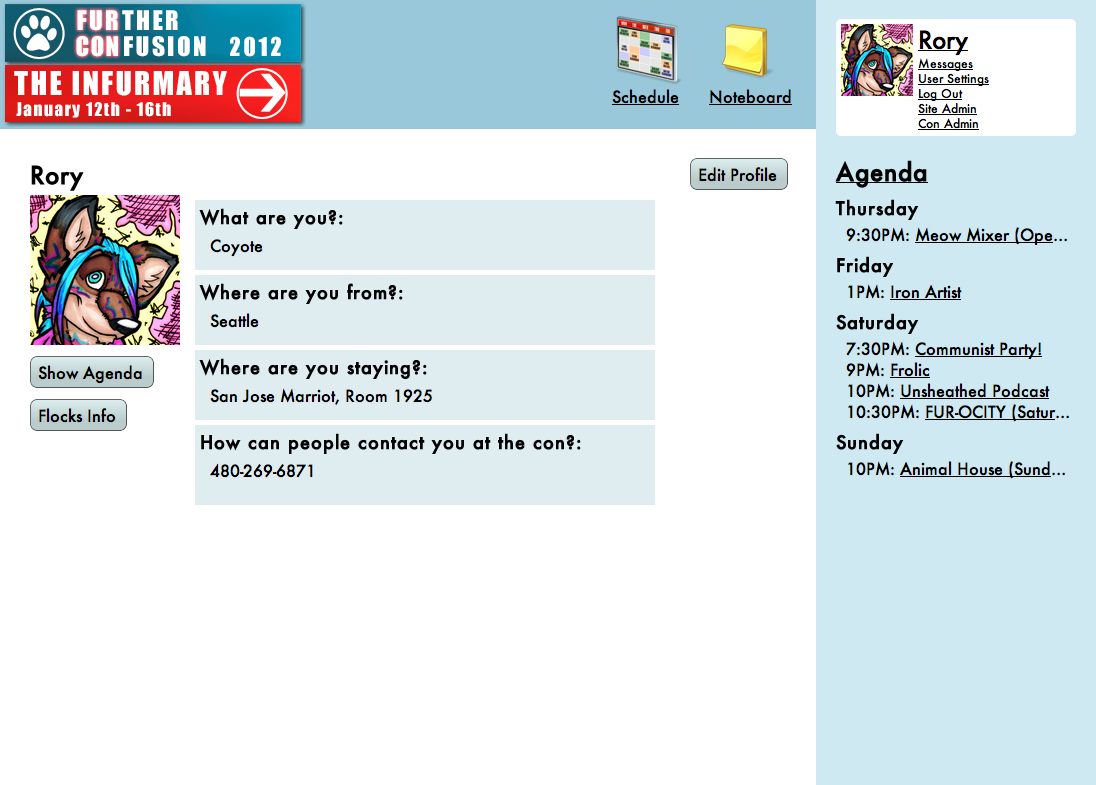 FURTHER
CONFUSION 2012
THE INFURMARY
January 12th - 16th
Schedule
Noteboard
Rory
Messages
User Settings
Log Out
Site Admin
Con Admin
Rory
Edit Profile
What are you?:
Coyote
Where are you from?:
Seattle
Where are you staying?:
San Jose Marriot, Room 1925
How can people contact you at the con?:
480-269-6871
Show Agenda
Flocks Info
Agenda
Thursday
9:30PM: Meow Mixer (Ope...
Friday
1PM: Iron Artist
Saturday
7:30PM: Communist Party!
9PM: Frolic
10PM: Unsheathed Podcast
10:30PM: FUR-OCITY (Satur...
Sunday
10PM: Animal House (Sund...